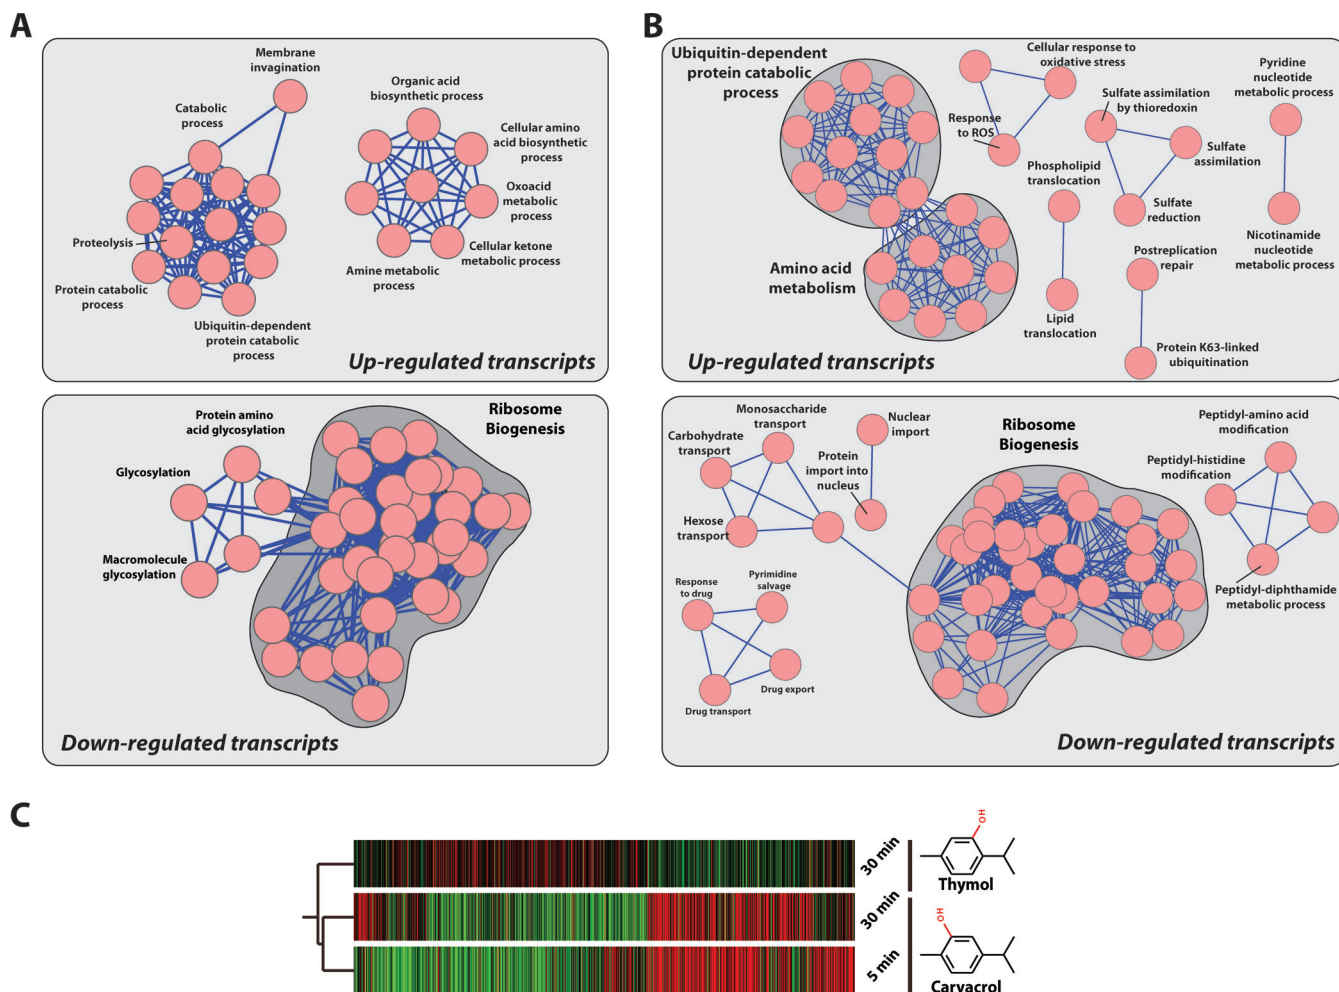 A
Membrane
invagination
Catabolic
process
Organic acid
biosynthetic process
Cellular amino
acid biosynthetic
process
Oxoacid
metabolic
process
Cellular ketone
metabolic process
Amine metabolic
process
Proteolysis
Protein catabolic
process
Ubiquitin-dependent
protein catabolic
process
Up-regulated transcripts
Protein amino
acid glycosylation
Glycosylation
Macromolecule
glycosylation
Ribosome
Biogenesis
Down-regulated transcripts
B
Ubiquitin-dependent
protein catabolic
process
Cellular response to
oxidative stress
Response
to ROS
Sulfate assimilation
by thioredoxin
Sulfate
assimilation
Sulfate
reduction
Pyridine
nucleotide
metabolic process
Nicotinamide
nucleotide
metabolic process
Phospholipid
translocation
Lipid
translocation
Postreplication
repair
Protein K63-linked
ubiquitination
Amino acid
metabolism
Up-regulated transcripts
Monosaccharide
transport
Carbohydrate
transport
Hexose
transport
Nuclear
import
Protein
import into
nucleus
Ribosome
Biogenesis
Peptidyl-amino acid
modification
Peptidyl-histidine
modification
Peptidyl-diphthamide
metabolic process
Response
to drug
Pyrimidine
salvage
Drug export
Drug transport
Down-regulated transcripts
C
30 min
OH
Thymol
30 min
5 min
OH
Carvacrol